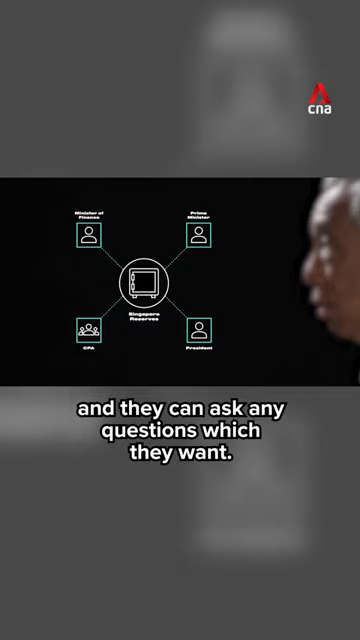 cna
Minister of
Finance
Prime
Minister
Singapore
Reserves
CPA
President
and they can ask any
questions which
they want.